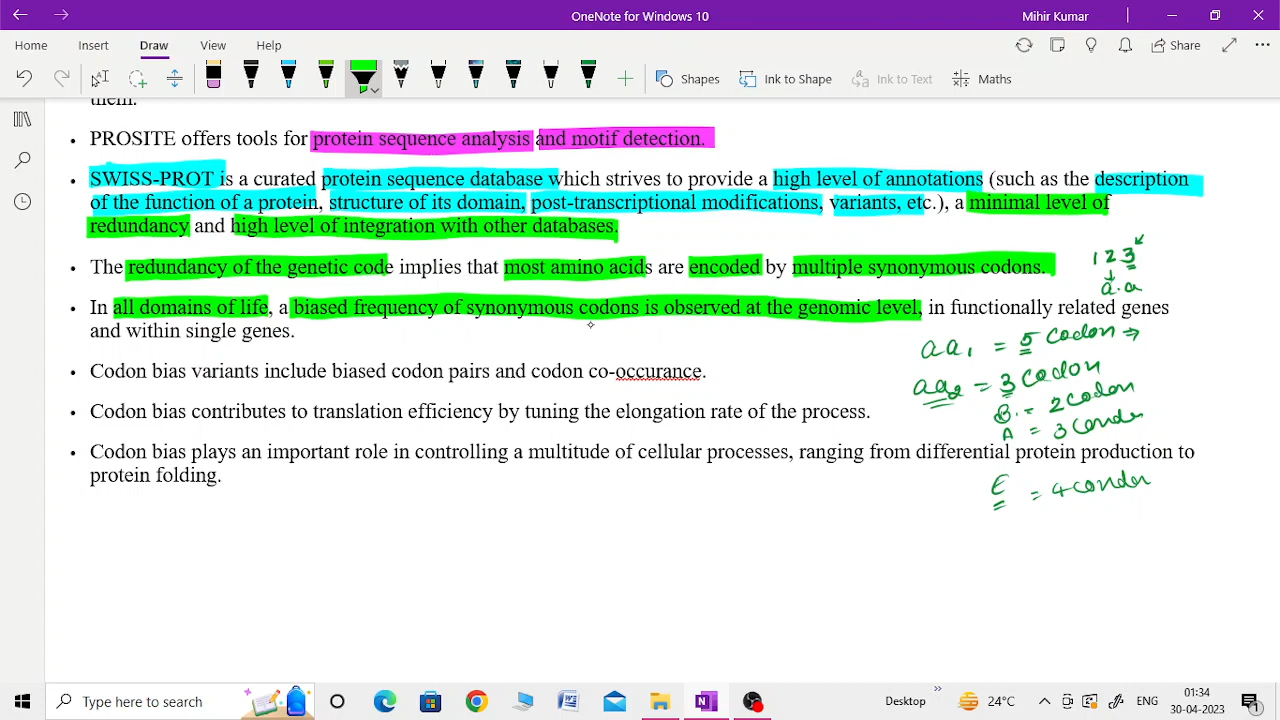 OneNote for Windows 10
Mihir Kumar
Home Insert Draw View Help
Share
Shapes Ink to Shape Ink to Text Maths
them.
• PROSITE offers tools for protein sequence analysis and motif detection.
• SWISS-PROT is a curated protein sequence database which strives to provide a high level of annotations (such as the description
of the function of a protein, structure of its domain, post-transcriptional modifications, variants, etc.), a minimal level of
redundancy and high level of integration with other databases.
• The redundancy of the genetic code implies that most amino acids are encoded by multiple synonymous codons.
1 2 3
a.a
• In all domains of life, a biased frequency of synonymous codons is observed at the genomic level, in functionally related genes
and within single genes.
aa1 = 5 codon →
• Codon bias variants include biased codon pairs and codon co-occurance.
aa2 = 3 codon
B = 2 codon
• Codon bias contributes to translation efficiency by tuning the elongation rate of the process.
A = 3 conder
• Codon bias plays an important role in controlling a multitude of cellular processes, ranging from differential protein production to
protein folding.
E = 4 conder
Type here to search
Desktop
»
24°C
ENG
01:34
30-04-2023
1